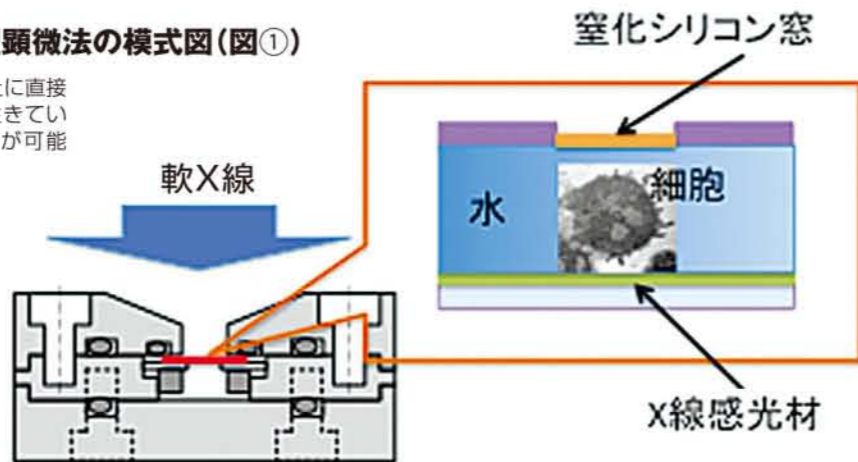 顕微法の模式図(図①)
に直接
きてい
が可能
軟X線
窒化シリコン窓
水
細胞
X線感光材